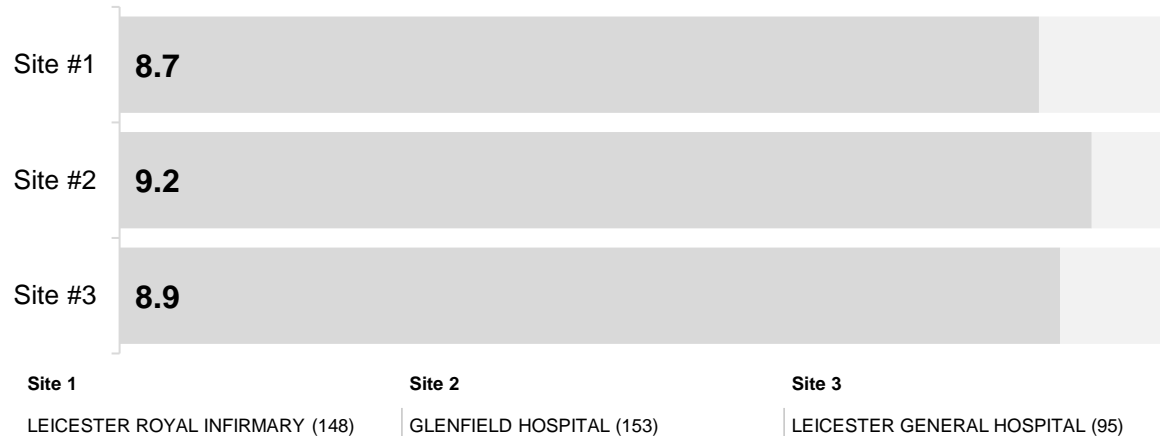 Site #1
8.7
Site #2
9.2
Site #3
8.9
Site 1
Site 2
Site 3
LEICESTER ROYAL INFIRMARY (148)
GLENFIELD HOSPITAL (153)
LEICESTER GENERAL HOSPITAL (95)